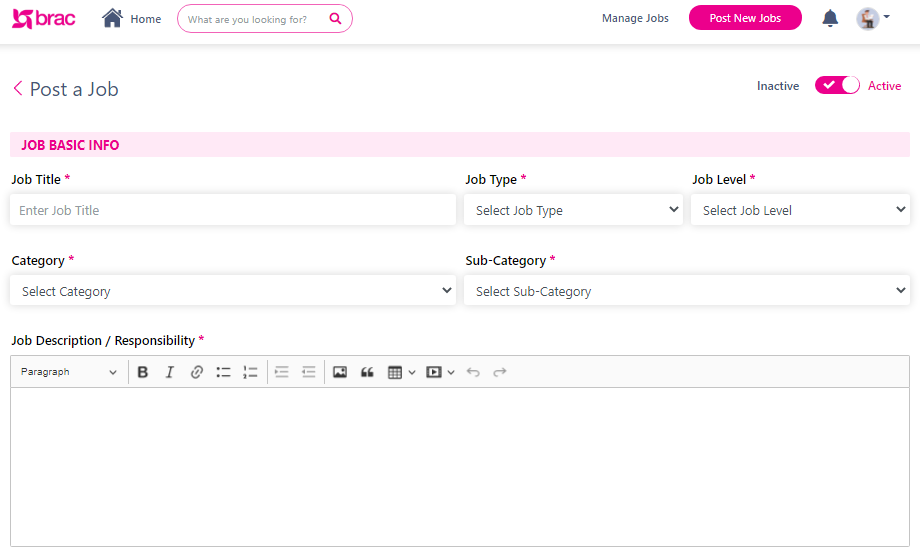 brac Home What are you looking for? Manage Jobs Post New Jobs
Post a Job Inactive Active
JOB BASIC INFO
Job Title * Job Type * Job Level *
Enter Job Title Select Job Type Select Job Level
Category * Sub-Category *
Select Category Select Sub-Category
Job Description / Responsibility *
Paragraph B I